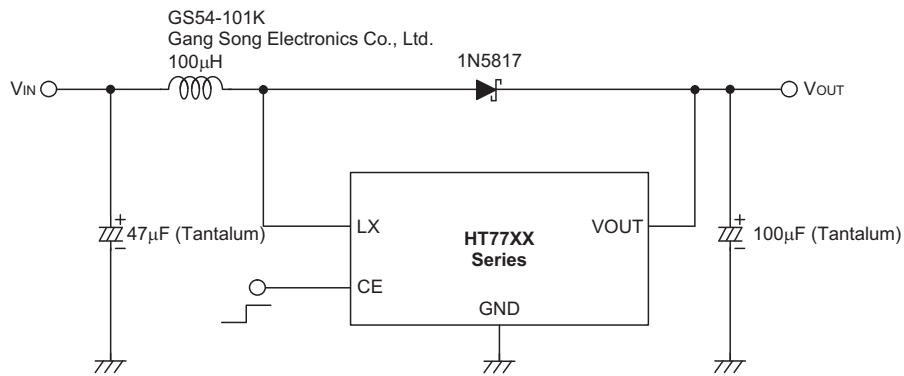 GS54-101K
Gang Song Electronics Co., Ltd.
100μH
1N5817
VIN
VOUT
47μF (Tantalum)
LX
VOUT
HT77XX
Series
100μF (Tantalum)
CE
GND